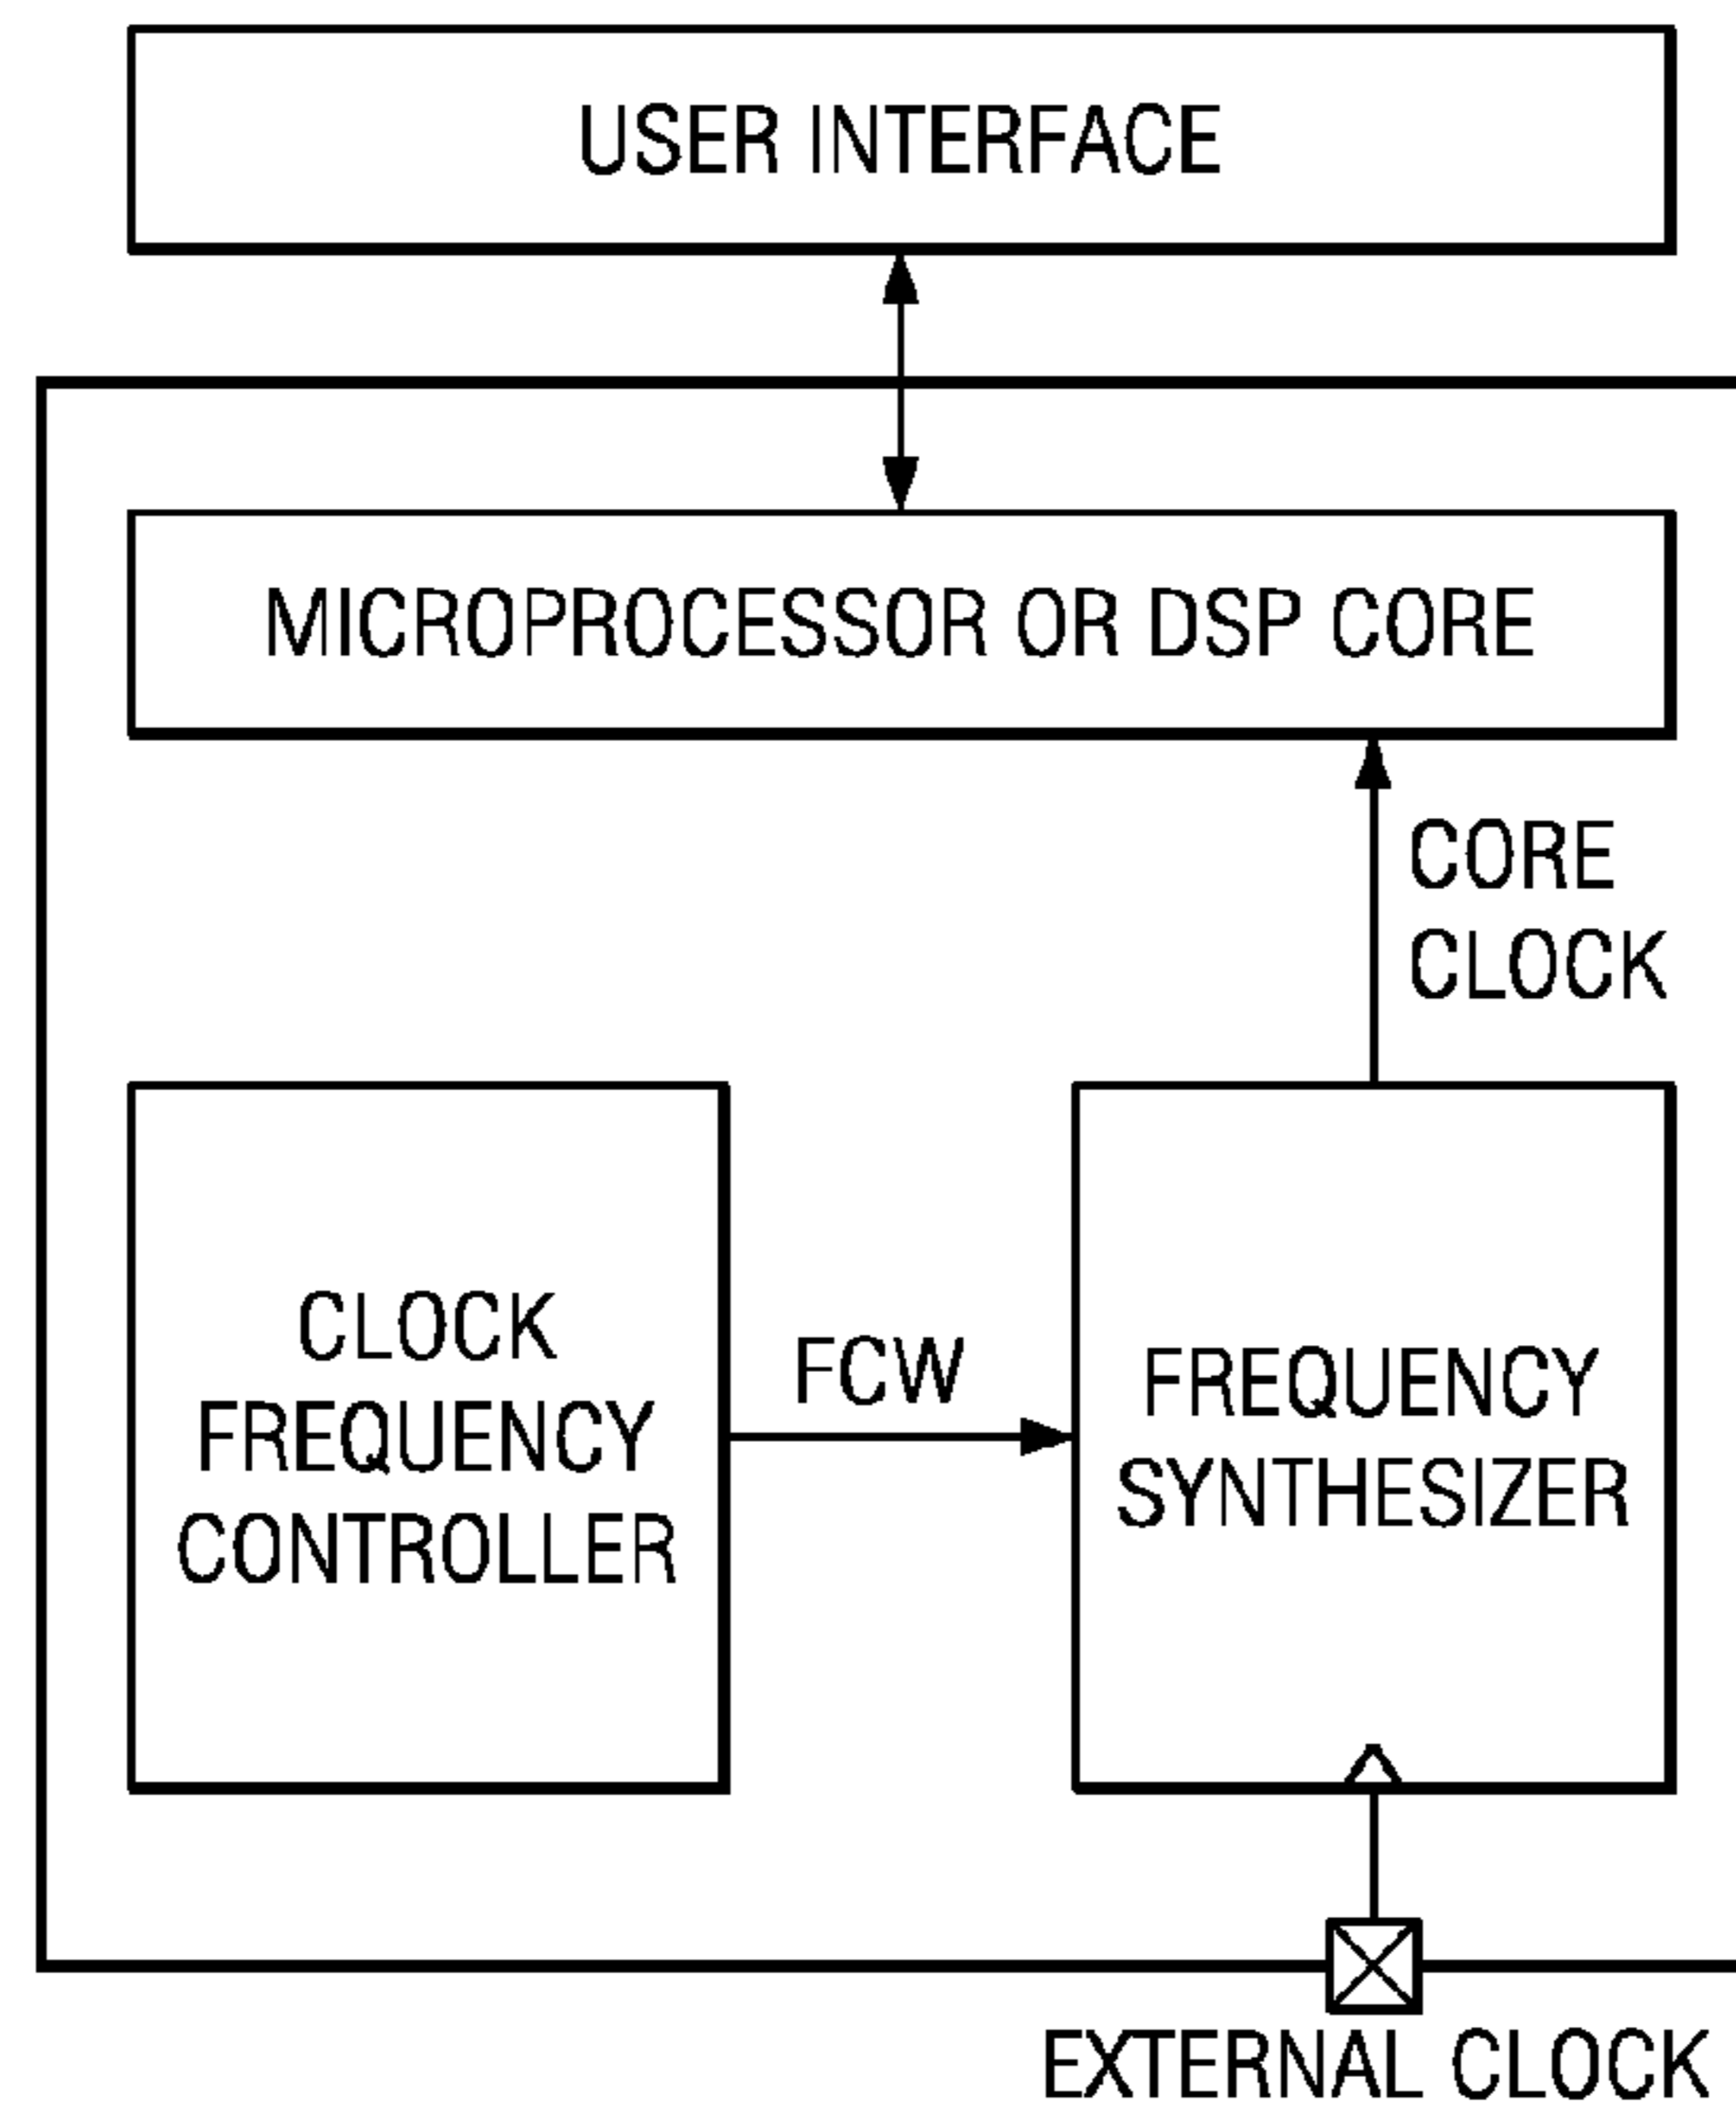 USER INTERFACE
MICROPROCESSOR OR DSP CORE
CORE
CLOCK
CLOCK
FREQUENCY
CONTROLLER
FCW
FREQUENCY
SYNTHESIZER
EXTERNAL CLOCK